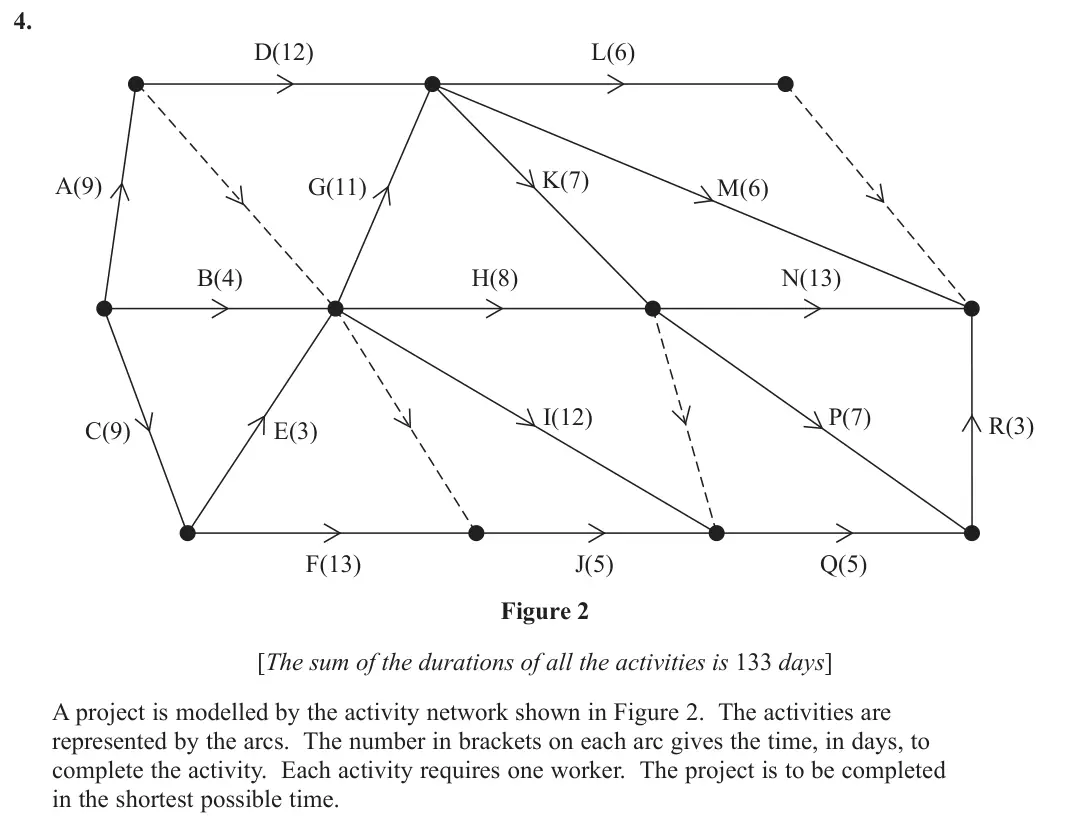 4.
D(12)
L(6)
A(9)
G(11)
K(7)
M(6)
B(4)
H(8)
N(13)
C(9)
E(3)
I(12)
P(7)
R(3)
F(13)
J(5)
Q(5)
Figure 2
[The sum of the durations of all the activities is 133 days]
A project is modelled by the activity network shown in Figure 2. The activities are
represented by the arcs. The number in brackets on each arc gives the time, in days, to
complete the activity. Each activity requires one worker. The project is to be completed
in the shortest possible time.